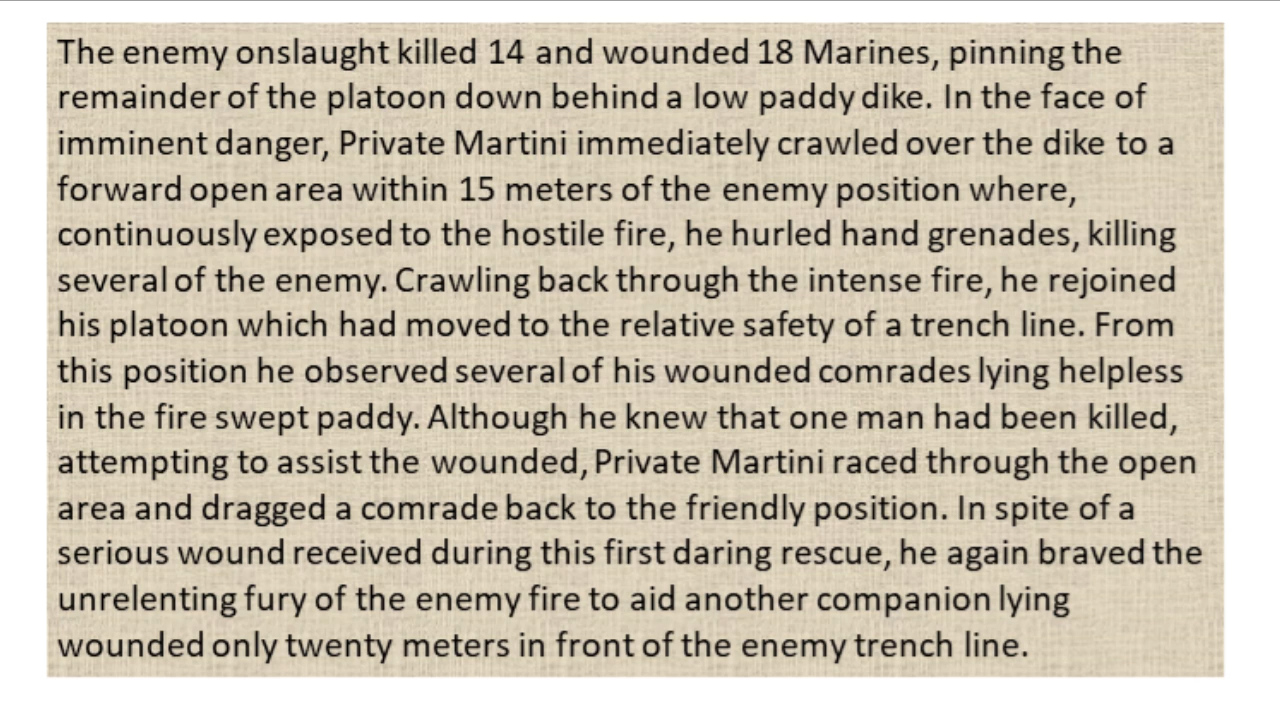 The enemy onslaught killed 14 and wounded 18 Marines, pinning the
remainder of the platoon down behind a low paddy dike. In the face of
imminent danger, Private Martini immediately crawled over the dike to a
forward open area within 15 meters of the enemy position where,
continuously exposed to the hostile fire, he hurled hand grenades, killing
several of the enemy. Crawling back through the intense fire, he rejoined
his platoon which had moved to the relative safety of a trench line. From
this position he observed several of his wounded comrades lying helpless
in the fire swept paddy. Although he knew that one man had been killed,
attempting to assist the wounded, Private Martini raced through the open
area and dragged a comrade back to the friendly position. In spite of a
serious wound received during this first daring rescue, he again braved the
unrelenting fury of the enemy fire to aid another companion lying
wounded only twenty meters in front of the enemy trench line.